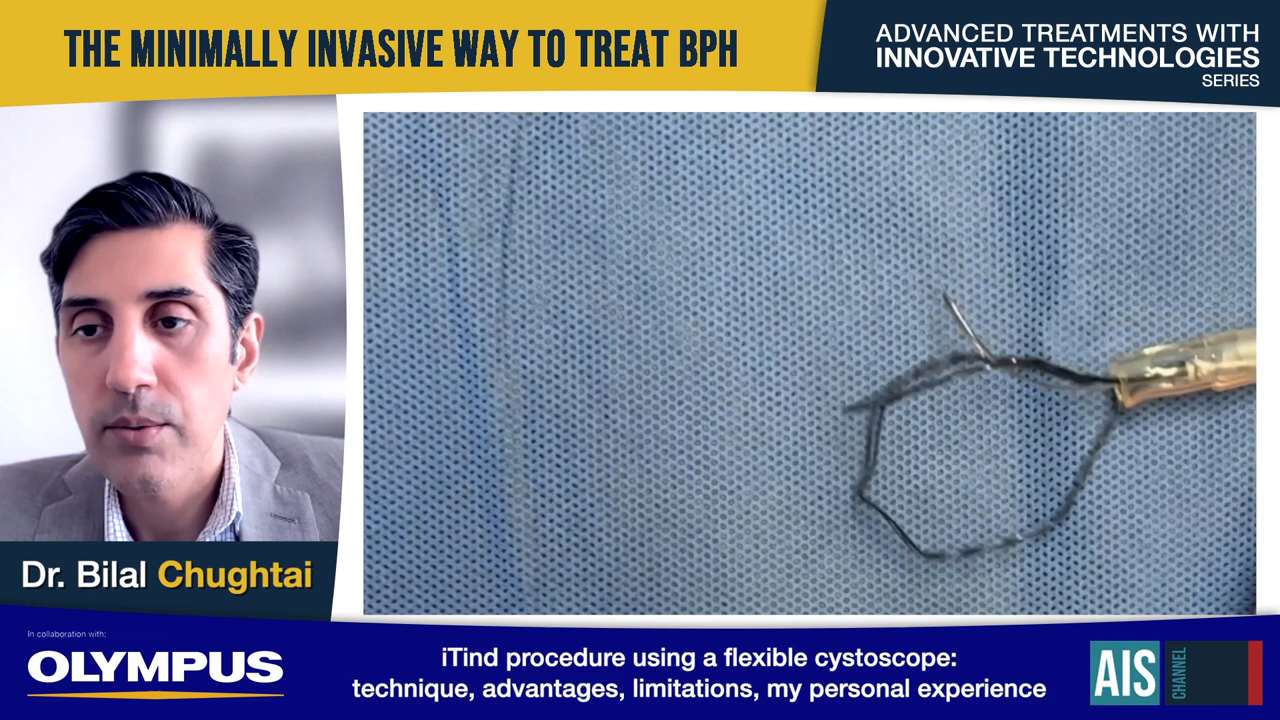 THE MINIMALLY INVASIVE WAY TO TREAT BPH
ADVANCED TREATMENTS WITH
INNOVATIVE TECHNOLOGIES
SERIES
Dr. Bilal Chughtai
In collaboration with:
OLYMPUS
iTind procedure using a flexible cystoscope:
technique, advantages, limitations, my personal experience
AIS
CHANNEL